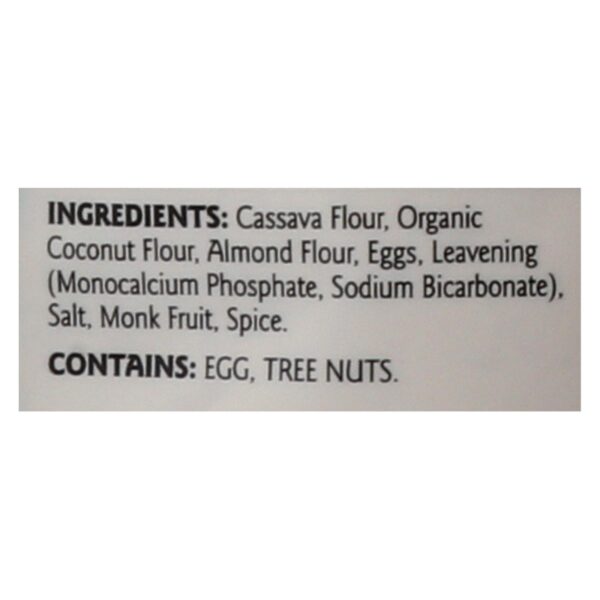 INGREDIENTS: Cassava Flour, Organic
Coconut Flour, Almond Flour, Eggs, Leavening
(Monocalcium Phosphate, Sodium Bicarbonate),
Salt, Monk Fruit, Spice.
CONTAINS: EGG, TREE NUTS.